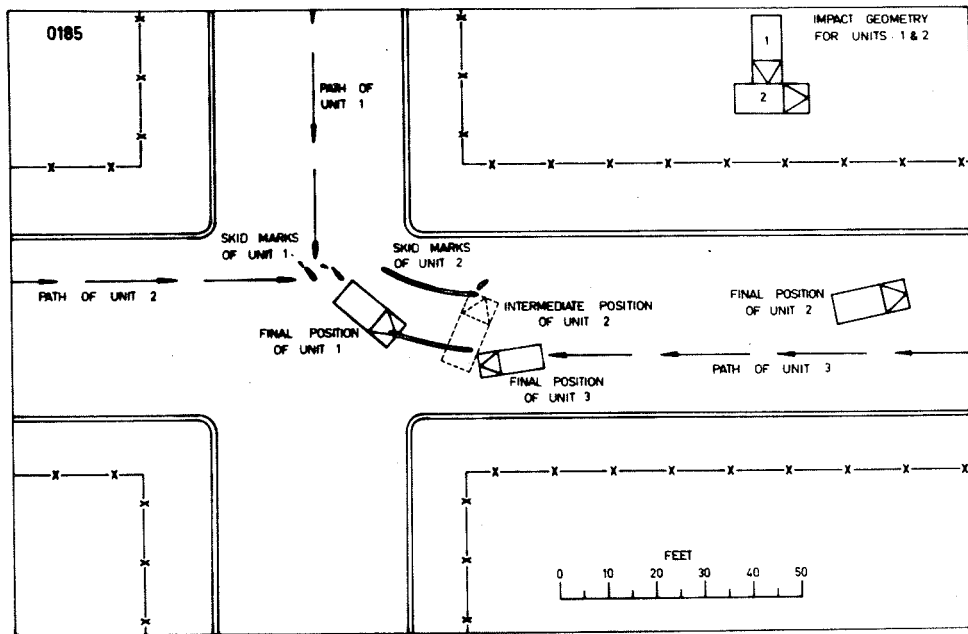 0185
IMPACT GEOMETRY
FOR UNITS 1 & 2
1
2
PATH OF
UNIT 1
SKID MARKS
OF UNIT 1
SKID MARKS
OF UNIT 2
PATH OF UNIT 2
INTERMEDIATE POSITION
OF UNIT 2
FINAL POSITION
OF UNIT 2
FINAL POSITION
OF UNIT 1
PATH OF UNIT 3
FINAL POSITION
OF UNIT 3
FEET
0 10 20 30 40 50